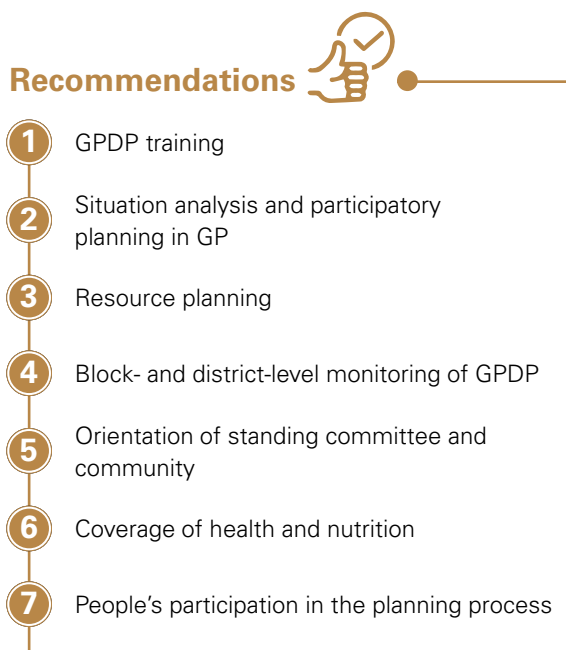 Recommendations
1 GPDP training
2 Situation analysis and participatory
planning in GP
3 Resource planning
4 Block- and district-level monitoring of GPDP
5 Orientation of standing committee and
community
6 Coverage of health and nutrition
7 People’s participation in the planning process